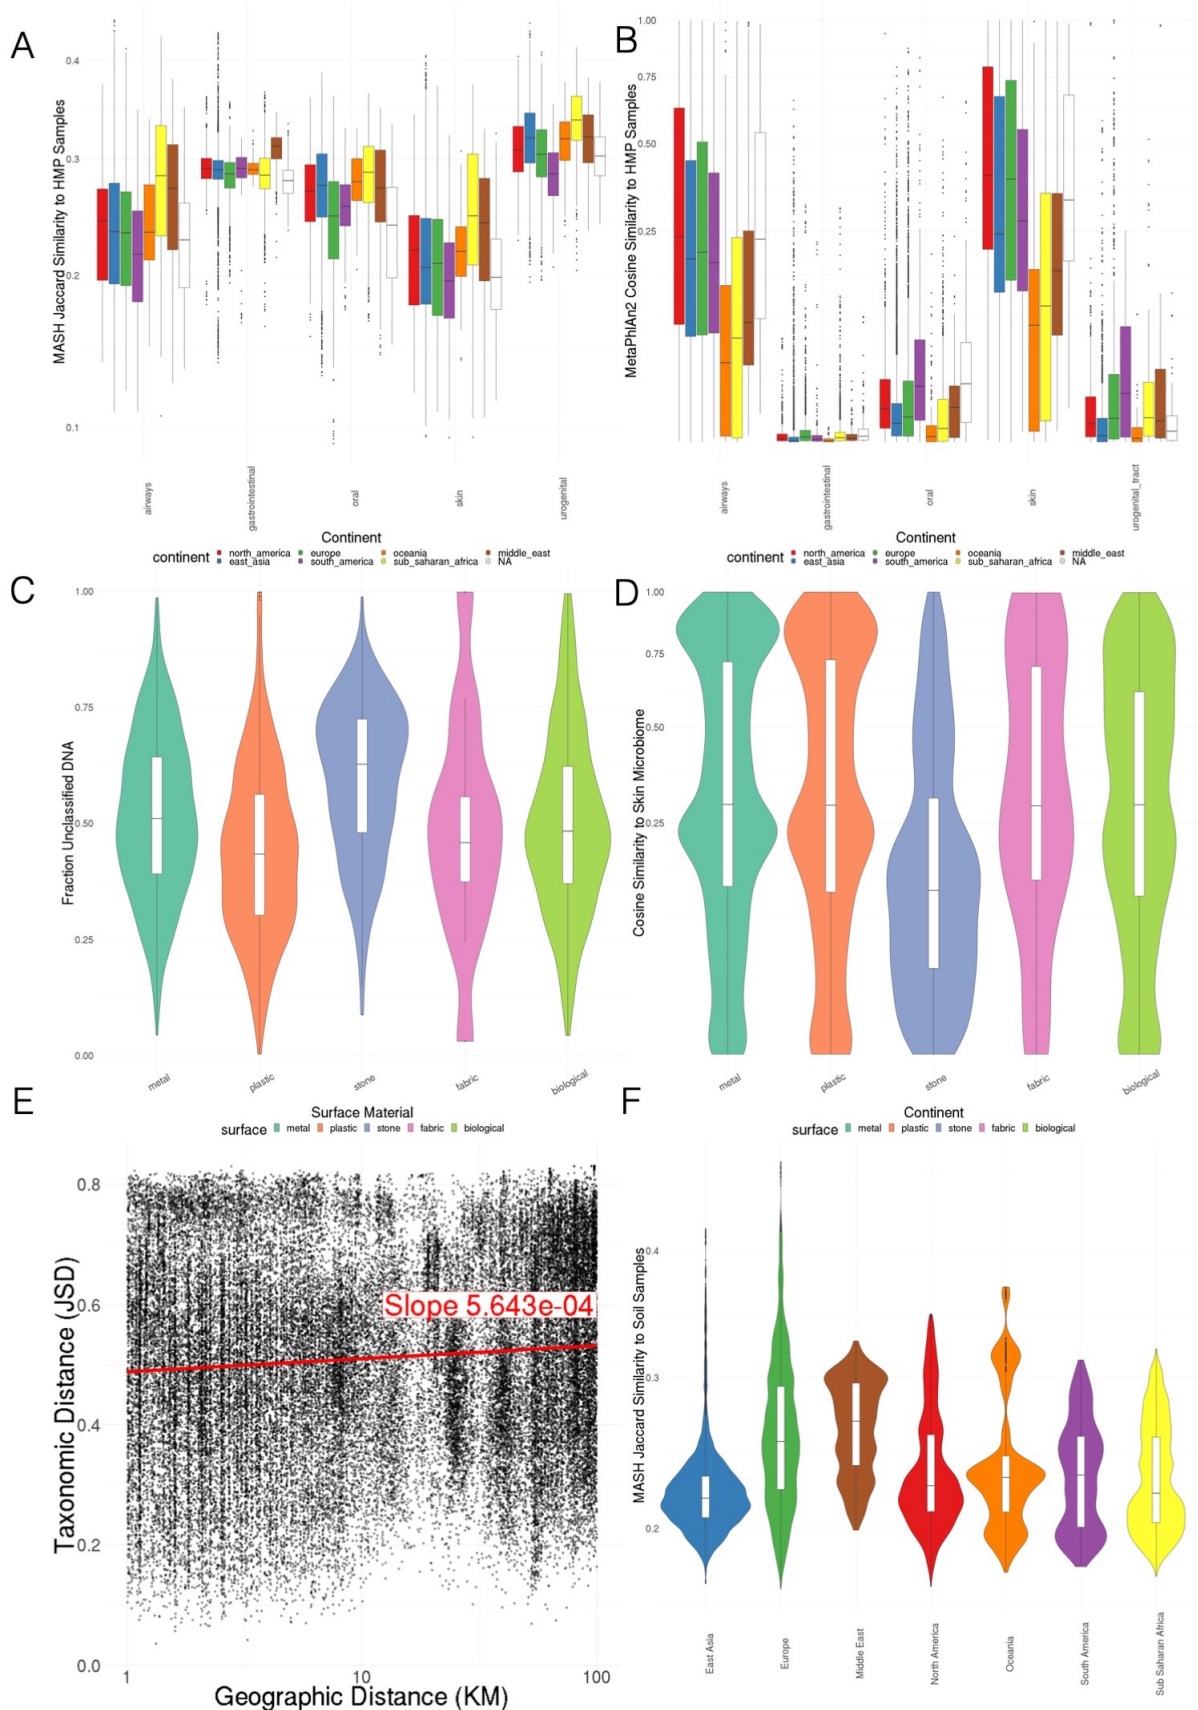 A
MASH Jaccard Similarity to HMP Samples
0.4
0.3
0.2
0.1
airways
gastrointestinal
oral
skin
urogenital
Continent
continent north_america europe oceania middle_east
east_asia south_america sub_saharan_africa NA
B
MetaPhlAn2 Cosine Similarity to HMP Samples
1.00
0.75
0.50
0.25
airways
gastrointestinal
oral
skin
urogenital_tract
Continent
continent north_america europe oceania middle_east
east_asia south_america sub_saharan_africa NA
C
Fraction Unclassified DNA
1.00
0.75
0.50
0.25
0.00
metal
plastic
stone
fabric
biological
Surface Material
surface metal plastic stone fabric biological
D
Cosine Similarity to Skin Microbiome
1.00
0.75
0.50
0.25
metal
plastic
stone
fabric
biological
Continent
surface metal plastic stone fabric biological
E
Taxonomic Distance (JSD)
0.8
0.6
0.4
0.2
0.0
Slope 5.643e-04
1 10 100
Geographic Distance (KM)
F
MASH Jaccard Similarity to Soil Samples
0.4
0.3
0.2
East Asia
Europe
Middle East
North America
Oceania
South America
Sub Saharan Africa